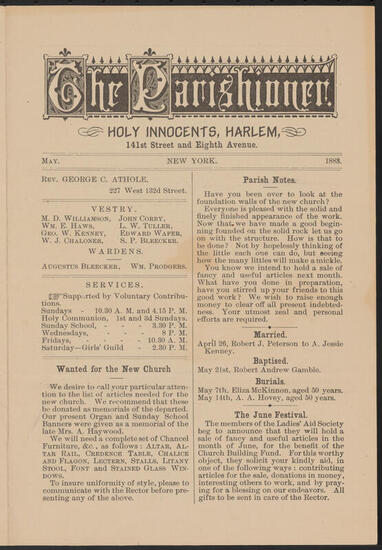 The Parishioner.
HOLY INNOCENTS, HARLEM,
141st Street and Eighth Avenue.
MAY. NEW YORK. 1883.
REV. GEORGE C. ATHOLE,
227 West 132d Street.
VESTRY.
M. D. WILLIAMSON, JOHN CORBY,
WM. E. HAWS, L. W. TULLER,
GEO. W. KENNEY, EDWARD WAFER,
W. J. CHALONER, S. P. BLEECKER.
WARDENS.
AUGUSTUS BLEECKER, WM. PRODGERS.
SERVICES.
☞Supported by Voluntary Contributions.
Sundays - 10.30 A. M. and 4.15 P. M.
Holy Communion, 1st and 3d Sundays.
Sunday School, - - 3.30 P. M.
Wednesdays, - - - 8 P. M.
Fridays, - - - - 10.30 A. M.
Saturday—Girls' Guild - 2.30 P. M.
Wanted for the New Church
We desire to call your particular attention
to the list of articles needed for the
new church. We recommend that these
be donated as memorials of the departed.
Our present Organ and Sunday School
Banners were given as a memorial of the
late Mrs. A. Haywood.
We will need a complete set of Chancel
Furniture, &c., as follows : ALTAR, ALTAR
RAIL, CREDENCE TABLE, CHALICE
AND FLAGON, LECTERN, STALLS, LITANY
STOOL, FONT and STAINED GLASS WINDOWS.
To insure uniformity of style, please to
communicate with the Rector before presenting
any of the above.
Parish Notes.
Have you been over to look at the
foundation walls of the new church?
Everyone is pleased with the solid and
finely finished appearance of the work.
Now that we have made a good beginning
founded on the solid rock let us go
on with the structure. How is that to
be done? Not by hopelessly thinking of
the little each one can do, but seeing
how the many littles will make a mickle.
You know we intend to hold a sale of
fancy and useful articles next month.
What have you done in preparation,
have you stirred up your friends to this
good work? We wish to raise enough
money to clear off all present indebtedness.
Your utmost zeal and personal
efforts are required.
Married.
April 26, Robert J. Peterson to A. Jessie
Kenney.
Baptised.
May 21st, Robert Andrew Gamble.
Burials.
May 7th, Eliza McKinnon, aged 50 years.
May 14th, A. A. Hovey, aged 50 years.
The June Festival.
The members of the Ladies' Aid Society
beg to announce that they will hold a
sale of fancy and useful articles in the
month of June, for the benefit of the
Church Building Fund. For this worthy
object, they solicit your kindly aid, in
one of the following ways : contributing
articles for the sale, donations in money,
interesting others to work, and by praying
for a blessing on our endeavors. All
gifts to be sent in care of the Rector.